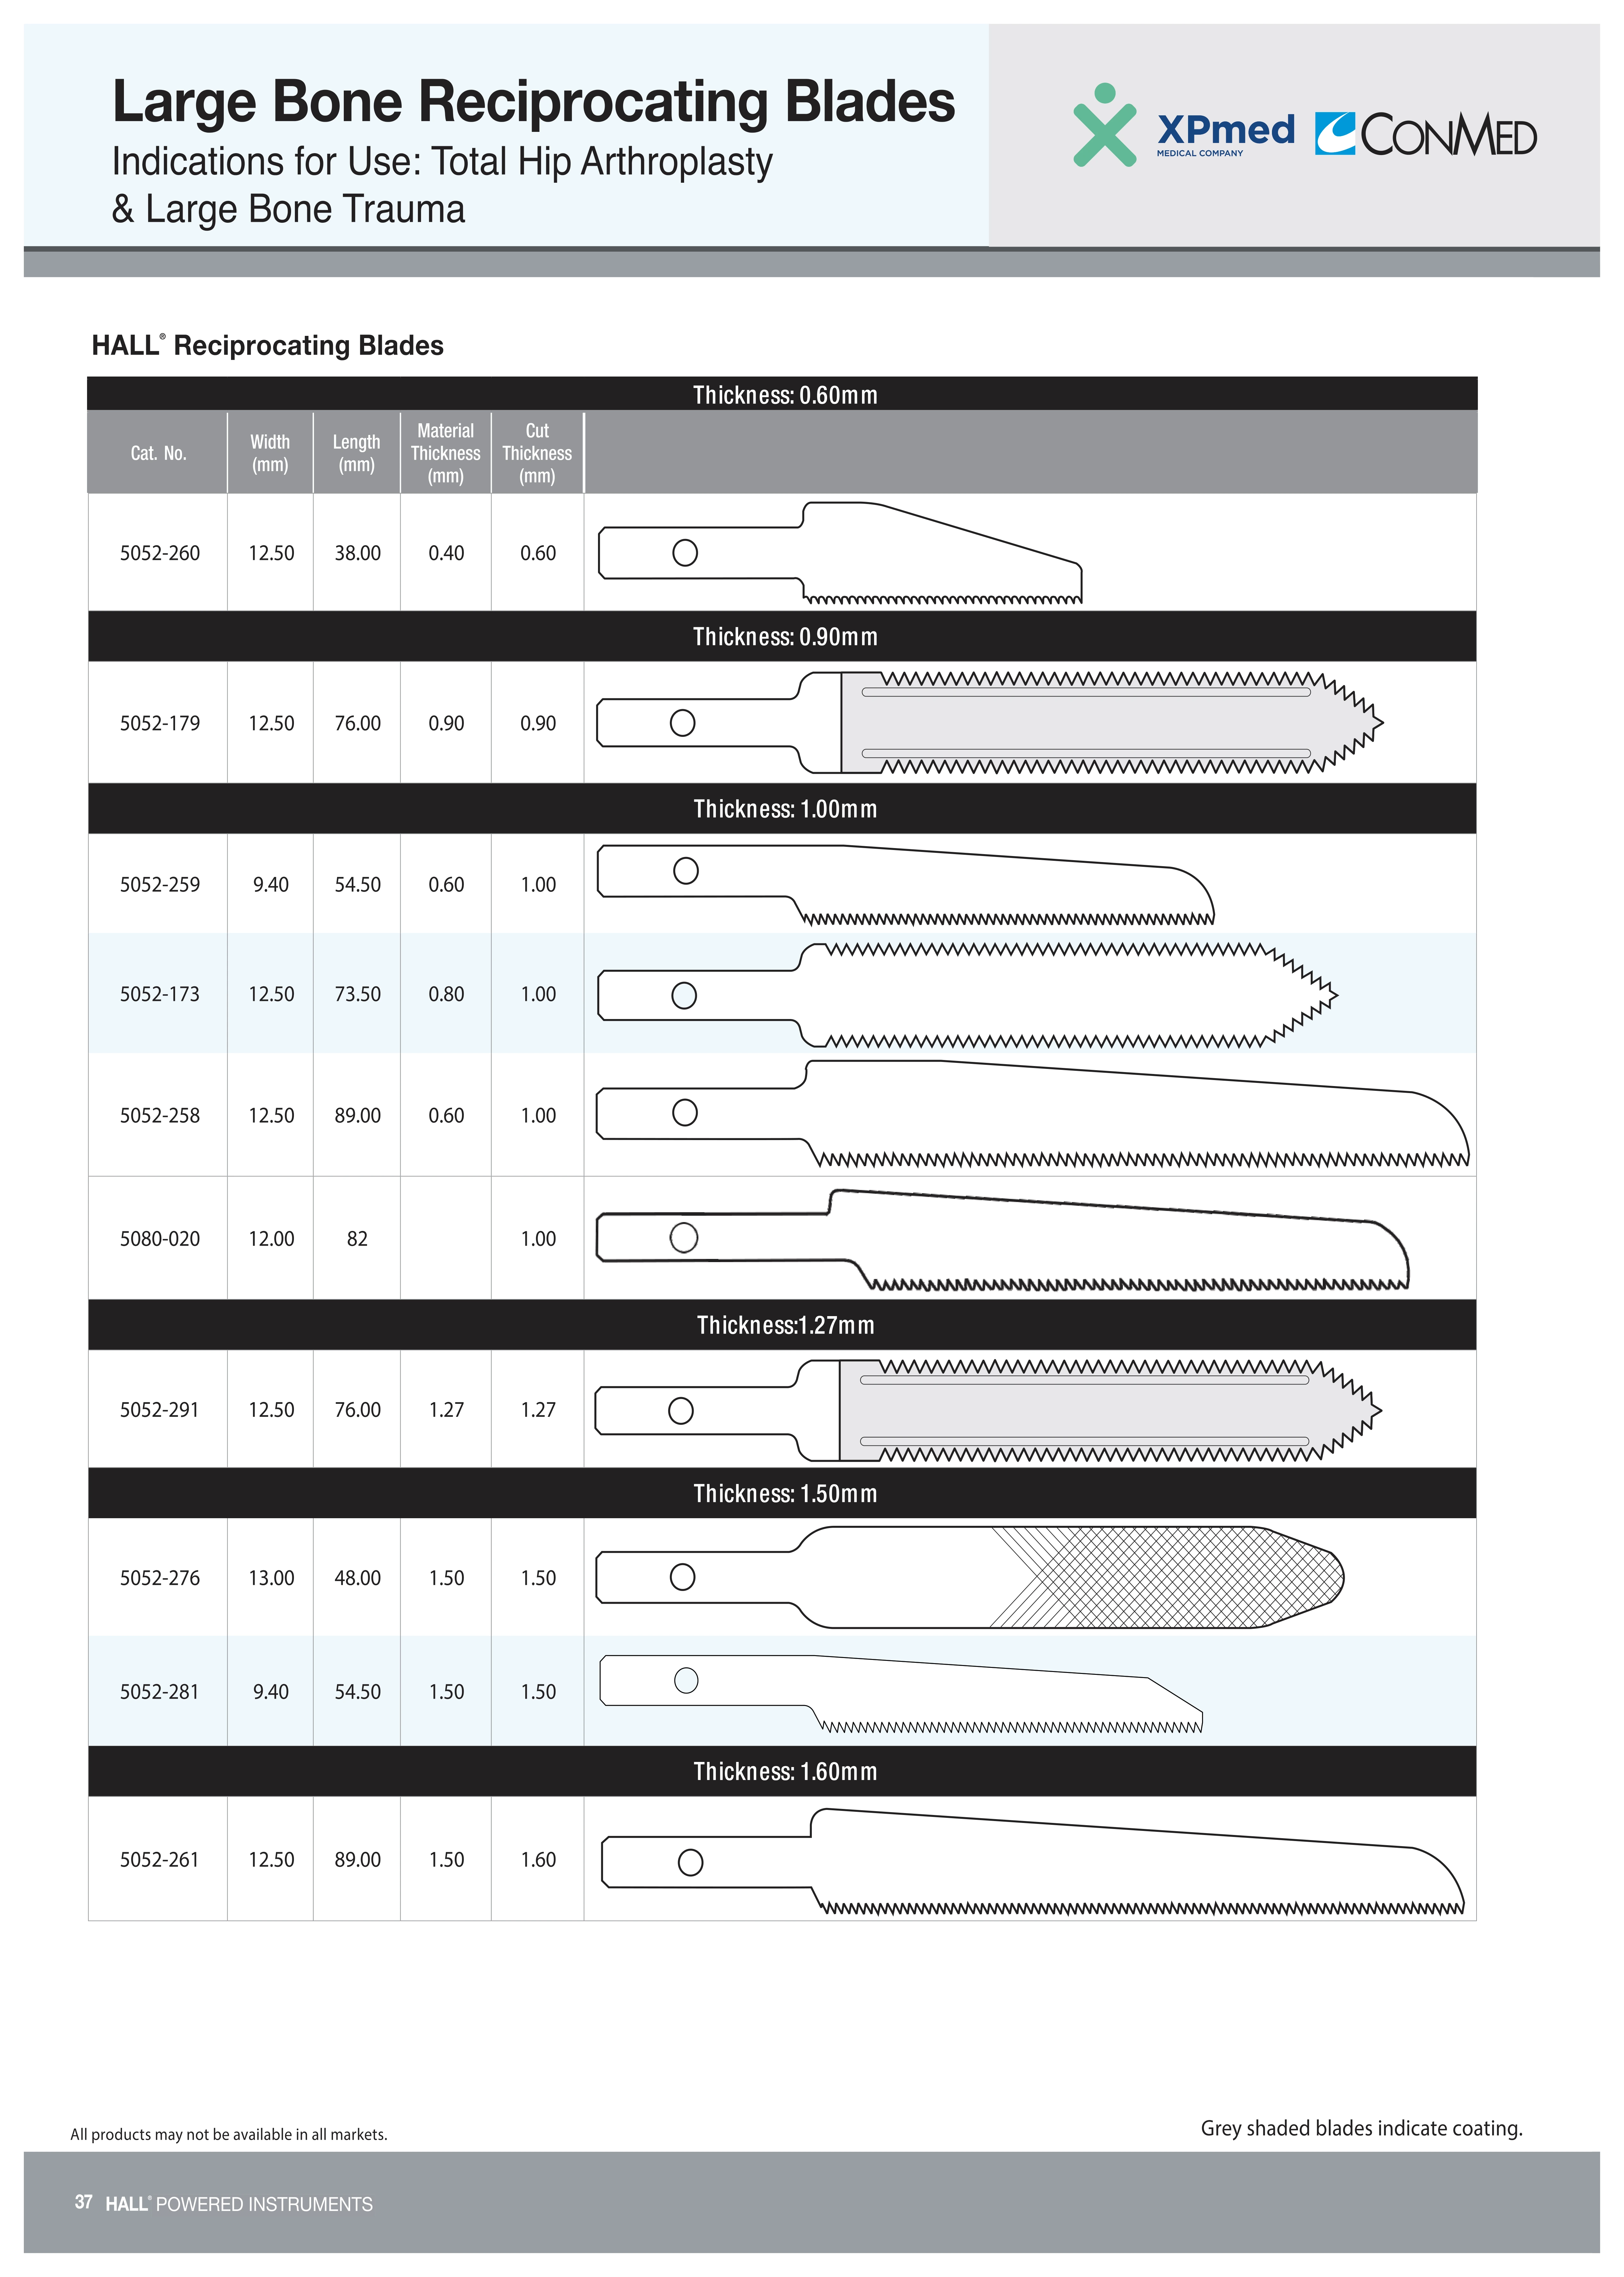 Large Bone Reciprocating Blades
Indications for Use: Total Hip Arthroplasty
& Large Bone Trauma
XPmed
MEDICAL COMPANY
CONMED
HALL® Reciprocating Blades
Thickness: 0.60mm
Cat. No. Width (mm) Length (mm) Material Thickness (mm) Cut Thickness (mm)
5052-260 12.50 38.00 0.40 0.60
Thickness: 0.90mm
5052-179 12.50 76.00 0.90 0.90
Thickness: 1.00mm
5052-259 9.40 54.50 0.60 1.00
5052-173 12.50 73.50 0.80 1.00
5052-258 12.50 89.00 0.60 1.00
5080-020 12.00 82 1.00
Thickness:1.27mm
5052-291 12.50 76.00 1.27 1.27
Thickness: 1.50mm
5052-276 13.00 48.00 1.50 1.50
5052-281 9.40 54.50 1.50 1.50
Thickness: 1.60mm
5052-261 12.50 89.00 1.50 1.60
All products may not be available in all markets.
Grey shaded blades indicate coating.
37 HALL® POWERED INSTRUMENTS